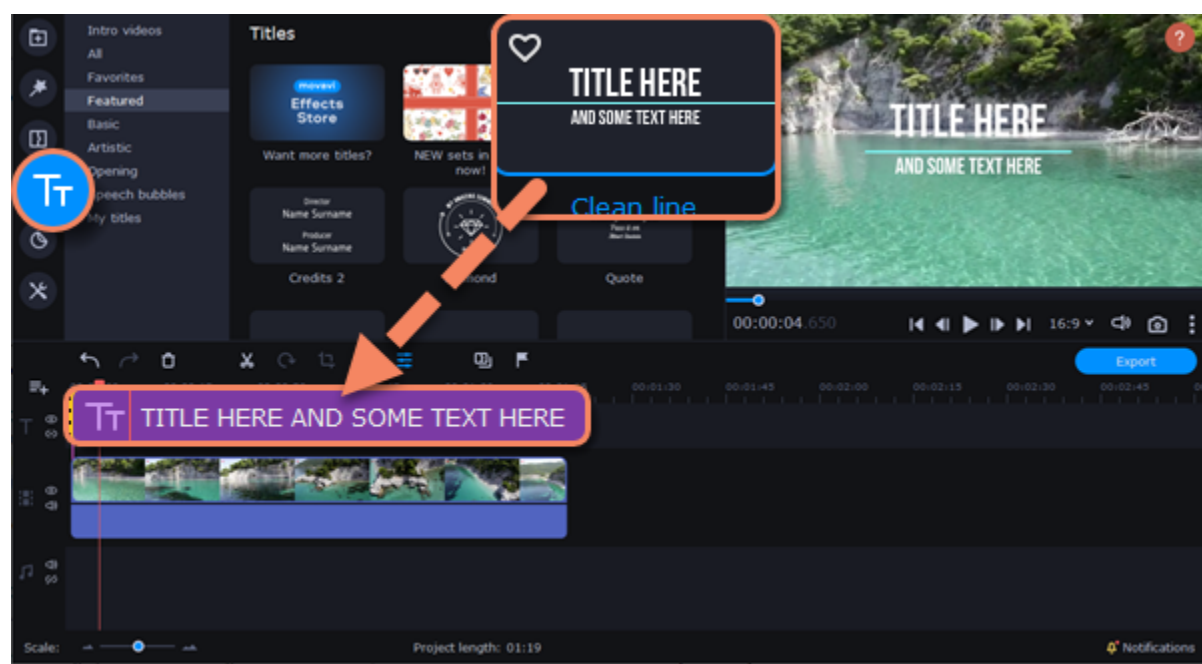 Intro videos
All
Favorites
Featured
Basic
Artistic
Opening
Speech bubbles
My titles
Titles
movavi
Effects
Store
Want more titles?
NEW sets in
now!
Director
Name Surname
Producer
Name Surname
Credits 2
Quote
TITLE HERE
AND SOME TEXT HERE
Clean line
TITLE HERE
AND SOME TEXT HERE
?
00:00:04.650
16:9
Export
00:01:30
00:01:45
00:02:00
00:02:15
00:02:30
00:02:45
TT
TT TITLE HERE AND SOME TEXT HERE
Scale:
Project length: 01:19
Notifications